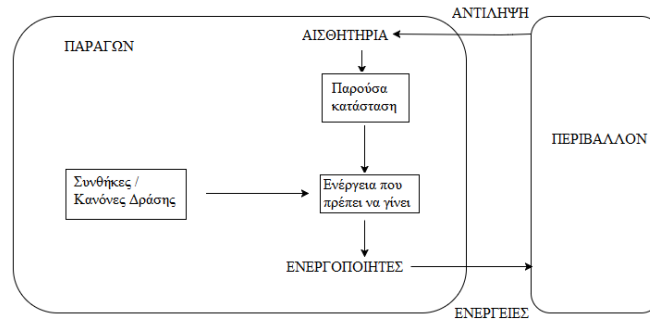 ΑΝΤΙΛΗΨΗ
ΠΑΡΑΓΩΝ
ΑΙΣΘΗΤΗΡΙΑ
Παρούσα
κατάσταση
ΠΕΡΙΒΑΛΛΟΝ
Συνθήκες /
Κανόνες Δράσης
Ενέργεια που
πρέπει να γίνει
ΕΝΕΡΓΟΠΟΙΗΤΕΣ
ΕΝΕΡΓΕΙΕΣ